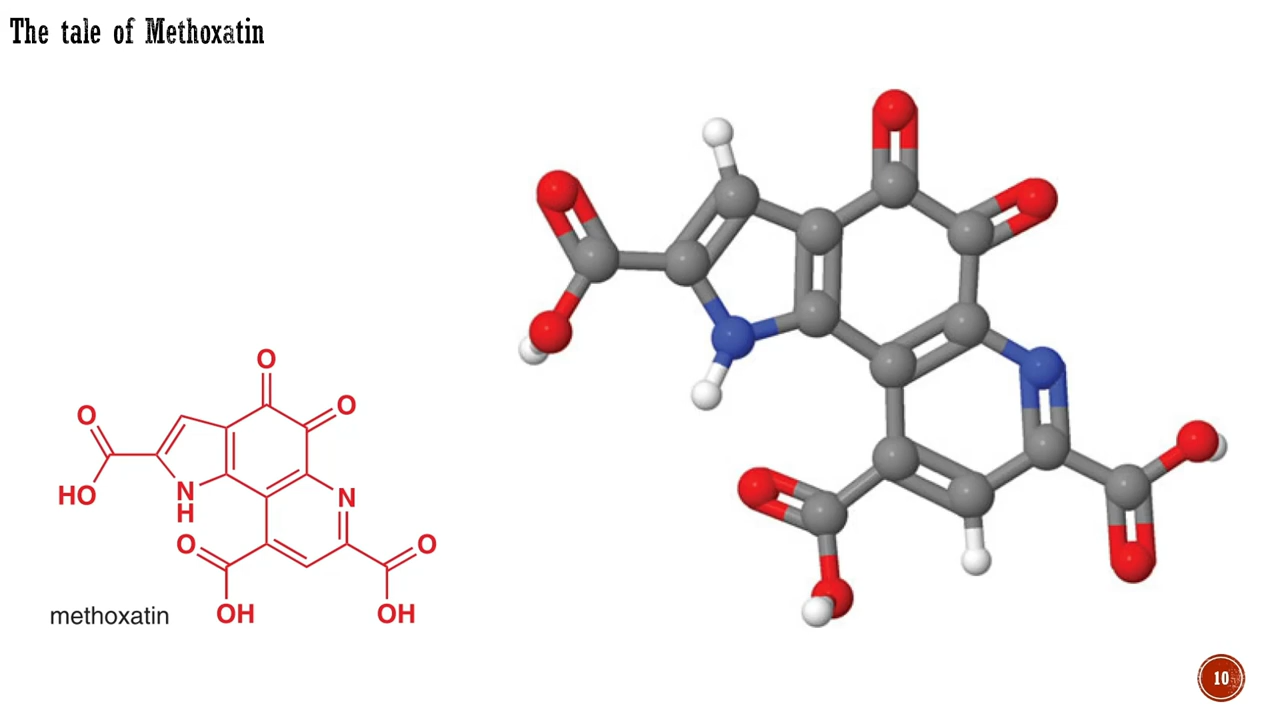 The tale of Methoxatin
O
O
O
HO
N
H
N
O
O
OH
OH
methoxatin
10